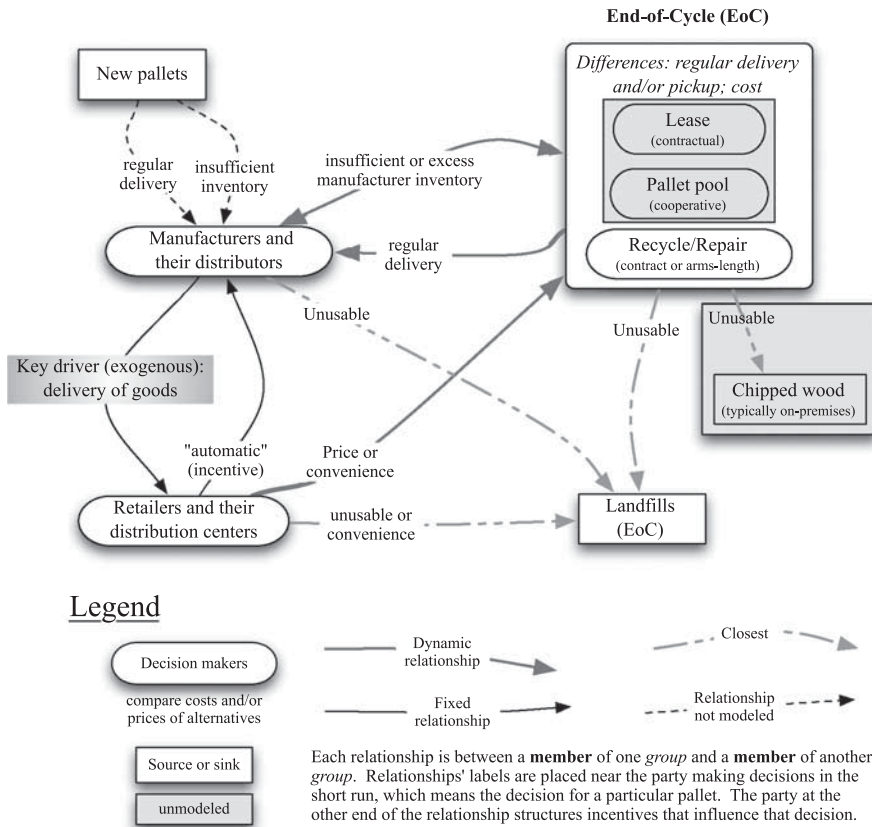 End-of-Cycle (EoC)
New pallets
Differences: regular delivery
and/or pickup; cost
Lease
(contractual)
Pallet pool
(cooperative)
Recycle/Repair
(contract or arms-length)
regular
delivery
insufficient
inventory
insufficient or excess
manufacturer inventory
Manufacturers and
their distributors
regular
delivery
Unusable
Unusable
Unusable
Chipped wood
(typically on-premises)
Key driver (exogenous):
delivery of goods
"automatic"
(incentive)
Price or
convenience
Retailers and their
distribution centers
unusable or
convenience
Landfills
(EoC)
Legend
Decision makers
compare costs and/or
prices of alternatives
Source or sink
unmodeled
Dynamic
relationship
Fixed
relationship
Closest
Relationship
not modeled
Each relationship is between a member of one group and a member of another
group. Relationships' labels are placed near the party making decisions in the
short run, which means the decision for a particular pallet. The party at the
other end of the relationship structures incentives that influence that decision.